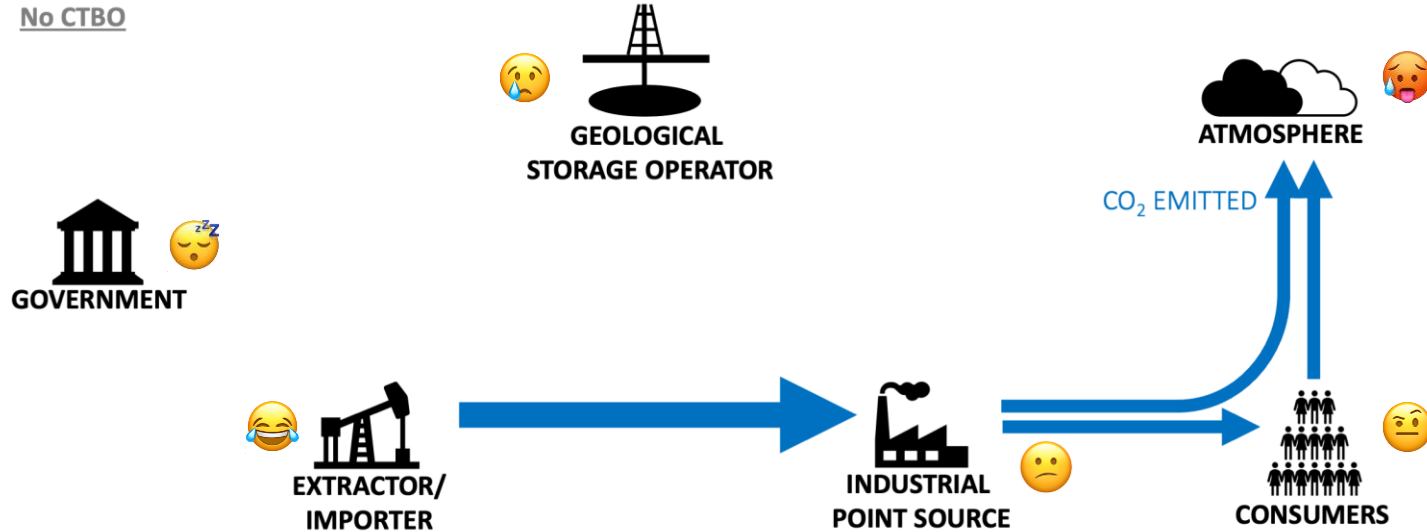 No CTBO
GEOLOGICAL
STORAGE OPERATOR
ATMOSPHERE
CO₂ EMITTED
GOVERNMENT
EXTRACTOR/
IMPORTER
INDUSTRIAL
POINT SOURCE
CONSUMERS